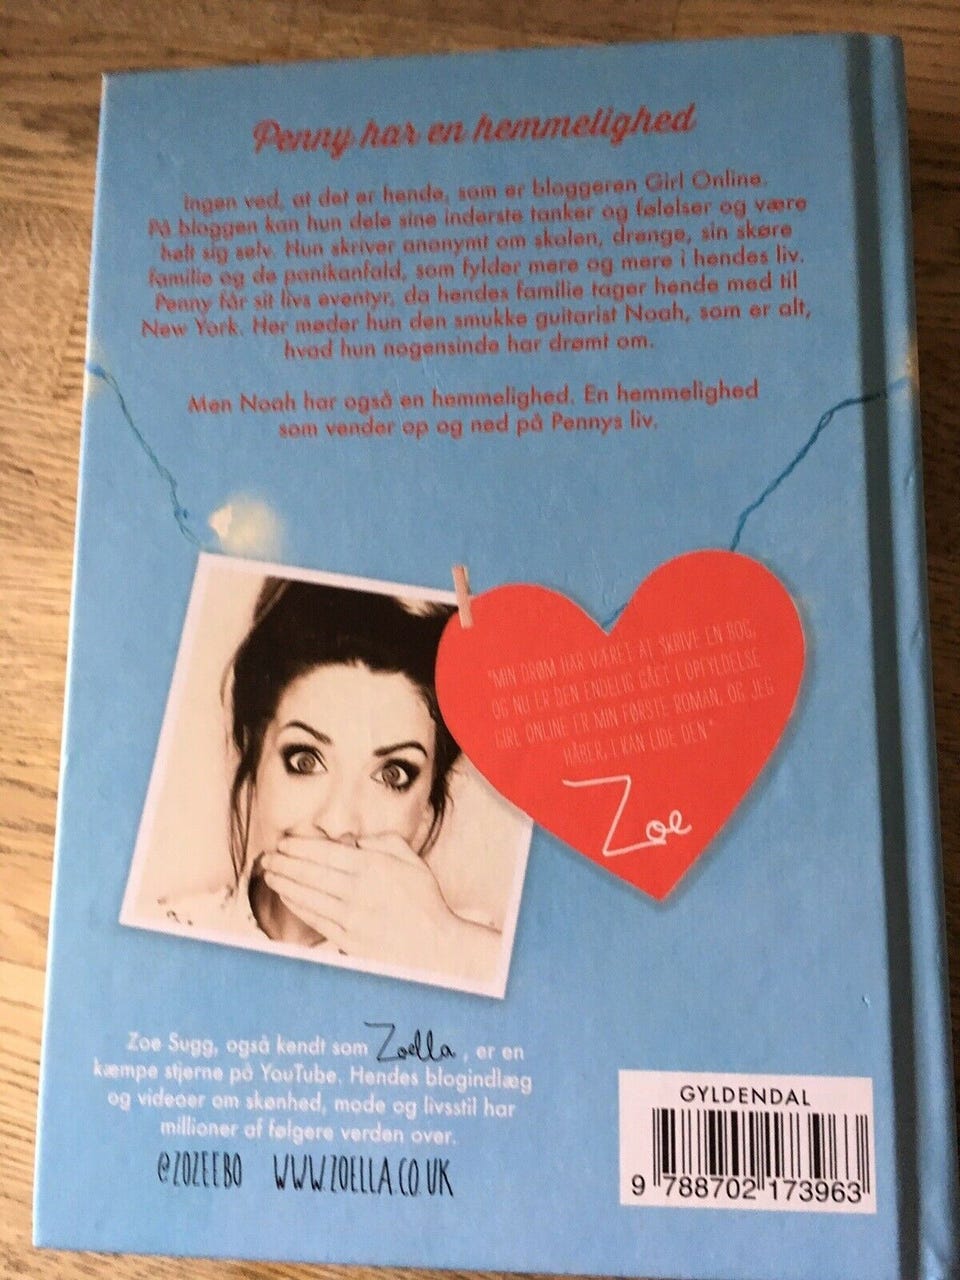 Penny har en hemmelighed
Ingen ved, at det er hende, som er bloggeren Girl Online.
På bloggen kan hun dele sine inderste tanker og følelser og være
helt sig selv. Hun skriver anonymt om skolen, drenge, sin skøre
familie og de panikanfald, som fylder mere og mere i hendes liv.
Penny får sit livs eventyr, da hendes familie tager hende med til
New York. Her møder hun den smukke guitarist Noah, som er alt,
hvad hun nogensinde har drømt om.
Men Noah har også en hemmelighed. En hemmelighed
som vender op og ned på Pennys liv.
"MIN DRØM HAR VÆRET AT SKRIVE EN BOG,
OG NU ER DEN ENDELIG GÅET I OPFYLDELSE.
GIRL ONLINE ER MIN FØRSTE ROMAN, OG JEG
HÅBER, I KAN LIDE DEN"
Zoe
Zoe Sugg, også kendt som Zoella, er en
kæmpe stjerne på YouTube. Hendes blogindlæg
og videoer om skønhed, mode og livsstil har
millioner af følgere verden over.
@ZOZEEBO WWW.ZOELLA.CO.UK
GYLDENDAL
9 788702 173963